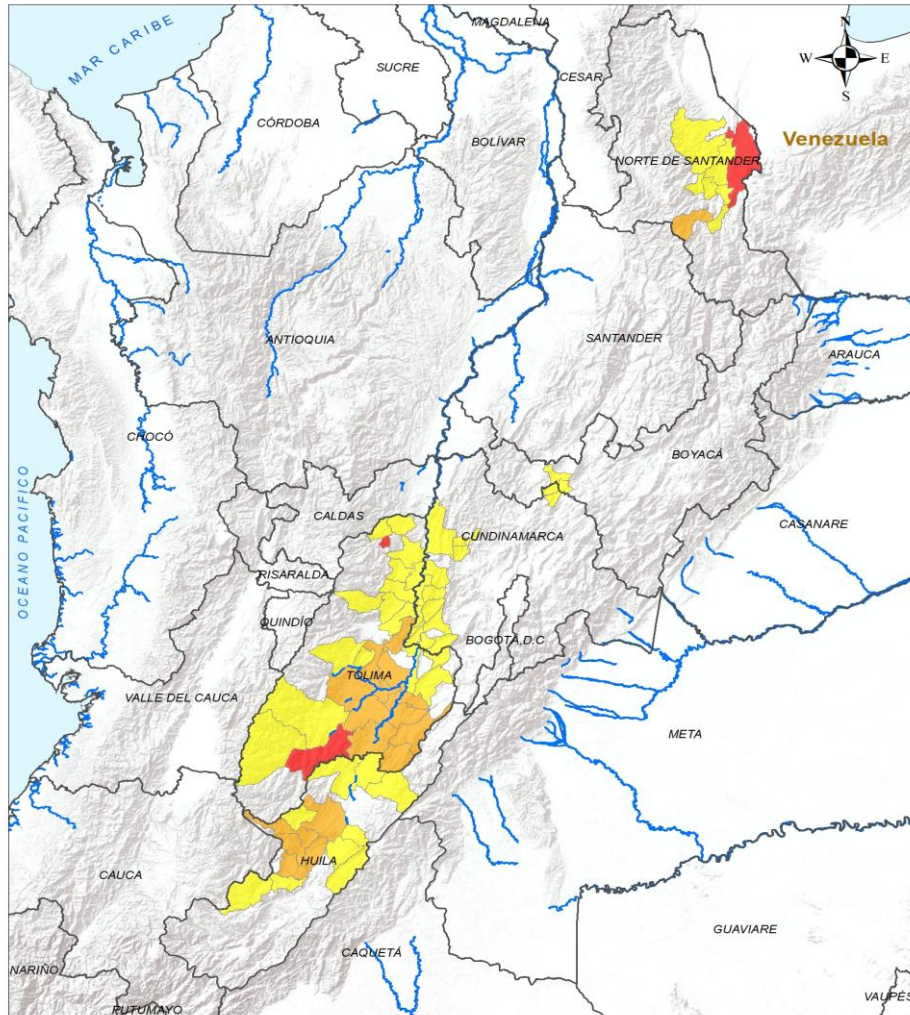 MAGDALENA
MAR CARIBE
N
W E
S
SUCRE
CESAR
CÓRDOBA
BOLÍVAR
Venezuela
NORTE DE SANTANDER
ANTIOQUIA
SANTANDER
ARAUCA
CHOCÓ
BOYACÁ
OCEANO PACIFICO
CALDAS
CASANARE
CUNDINAMARCA
RISARALDA
QUINDÍO
BOGOTÁ, D.C
TOLIMA
VALLE DEL CAUCA
META
HUILA
CAUCA
CAQUETÁ
GUAVIARE
NARIÑO
PUTUMAYO
VAUPÉS